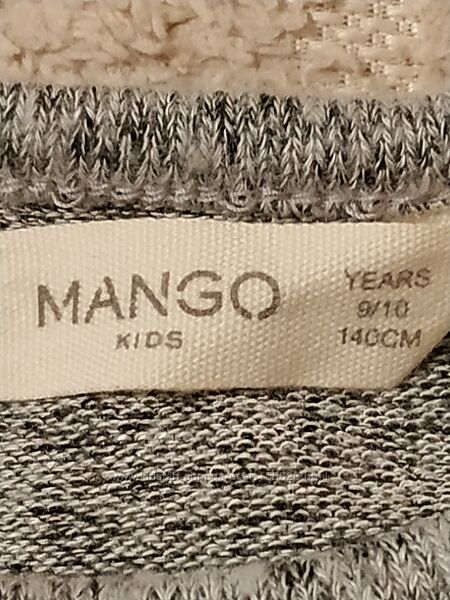 MANGO
KIDS
YEARS
9/10
140CM